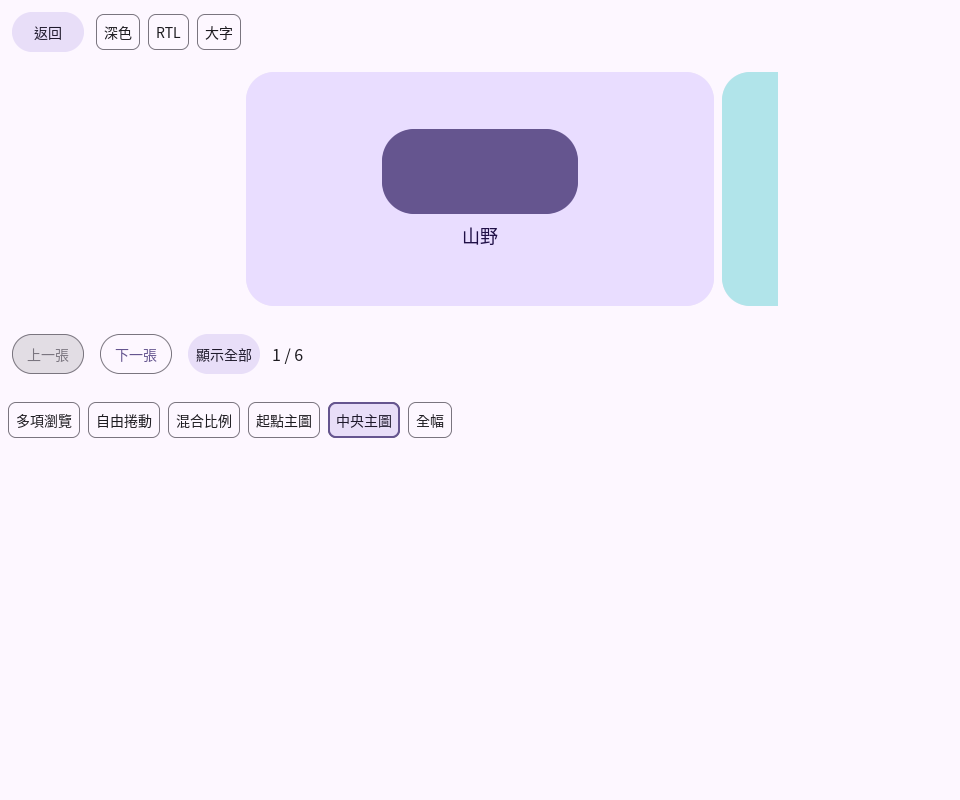 返回 深色 RTL 大字
山野
上一張 下一張 顯示全部 1 / 6
多項瀏覽 自由捲動 混合比例 起點主圖 中央主圖 全幅